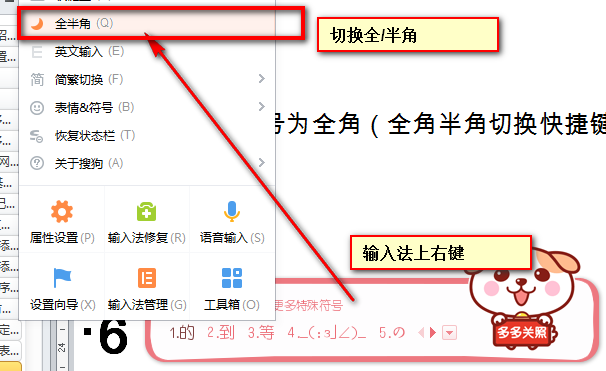 全半角(Q)
切换全/半角
英文输入(E)
简繁切换(F)
表情&符号(B)
号为全角（全角半角切换快捷键
恢复状态栏(T)
关于搜狗(A)
属性设置(P) 输入法修复(R) 语音输入(S)
输入法上右键
设置向导(X) 输入法管理(G) 工具箱(O)
更多特殊符号
1.的 2.到 3.等 4._(:з」∠)_ 5.の
多多关照
·6
24